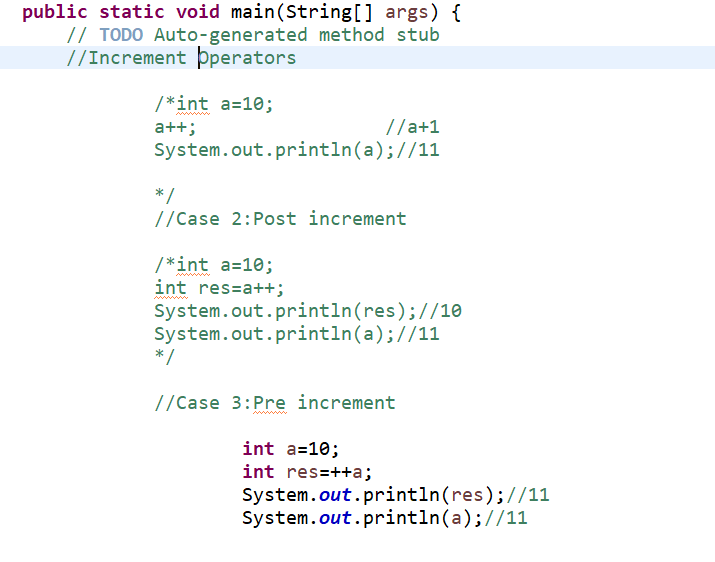 public static void main(String[] args) {
// TODO Auto-generated method stub
//Increment Operators
/*int a=10;
a++; //a+1
System.out.println(a);//11
*/
//Case 2:Post increment
/*int a=10;
int res=a++;
System.out.println(res);//10
System.out.println(a);//11
*/
//Case 3:Pre increment
int a=10;
int res=++a;
System.out.println(res);//11
System.out.println(a);//11